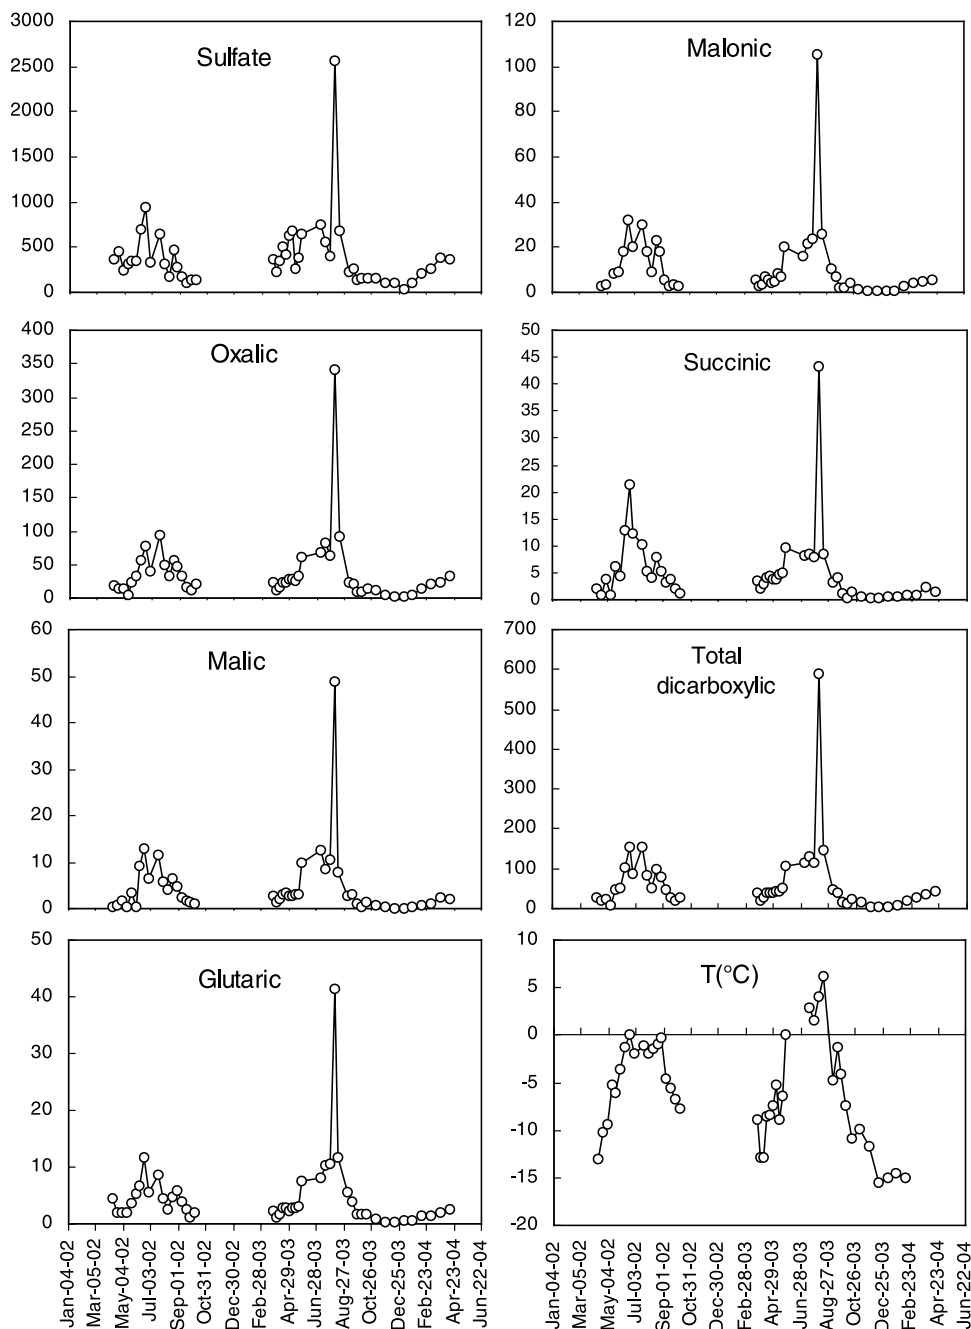 Sulfate
3000
2500
2000
1500
1000
500
0
Malonic
120
100
80
60
40
20
0
Oxalic
400
350
300
250
200
150
100
50
0
Succinic
50
45
40
35
30
25
20
15
10
5
0
Malic
60
50
40
30
20
10
0
Total
dicarboxylic
700
600
500
400
300
200
100
0
Glutaric
50
40
30
20
10
0
T(°C)
10
5
0
-5
-10
-15
-20
Jan-04-02
Mar-05-02
May-04-02
Jul-03-02
Sep-01-02
Oct-31-02
Dec-30-02
Feb-28-03
Apr-29-03
Jun-28-03
Aug-27-03
Oct-26-03
Dec-25-03
Feb-23-04
Apr-23-04
Jun-22-04
Jan-04-02
Mar-05-02
May-04-02
Jul-03-02
Sep-01-02
Oct-31-02
Dec-30-02
Feb-28-03
Apr-29-03
Jun-28-03
Aug-27-03
Oct-26-03
Dec-25-03
Feb-23-04
Apr-23-04
Jun-22-04